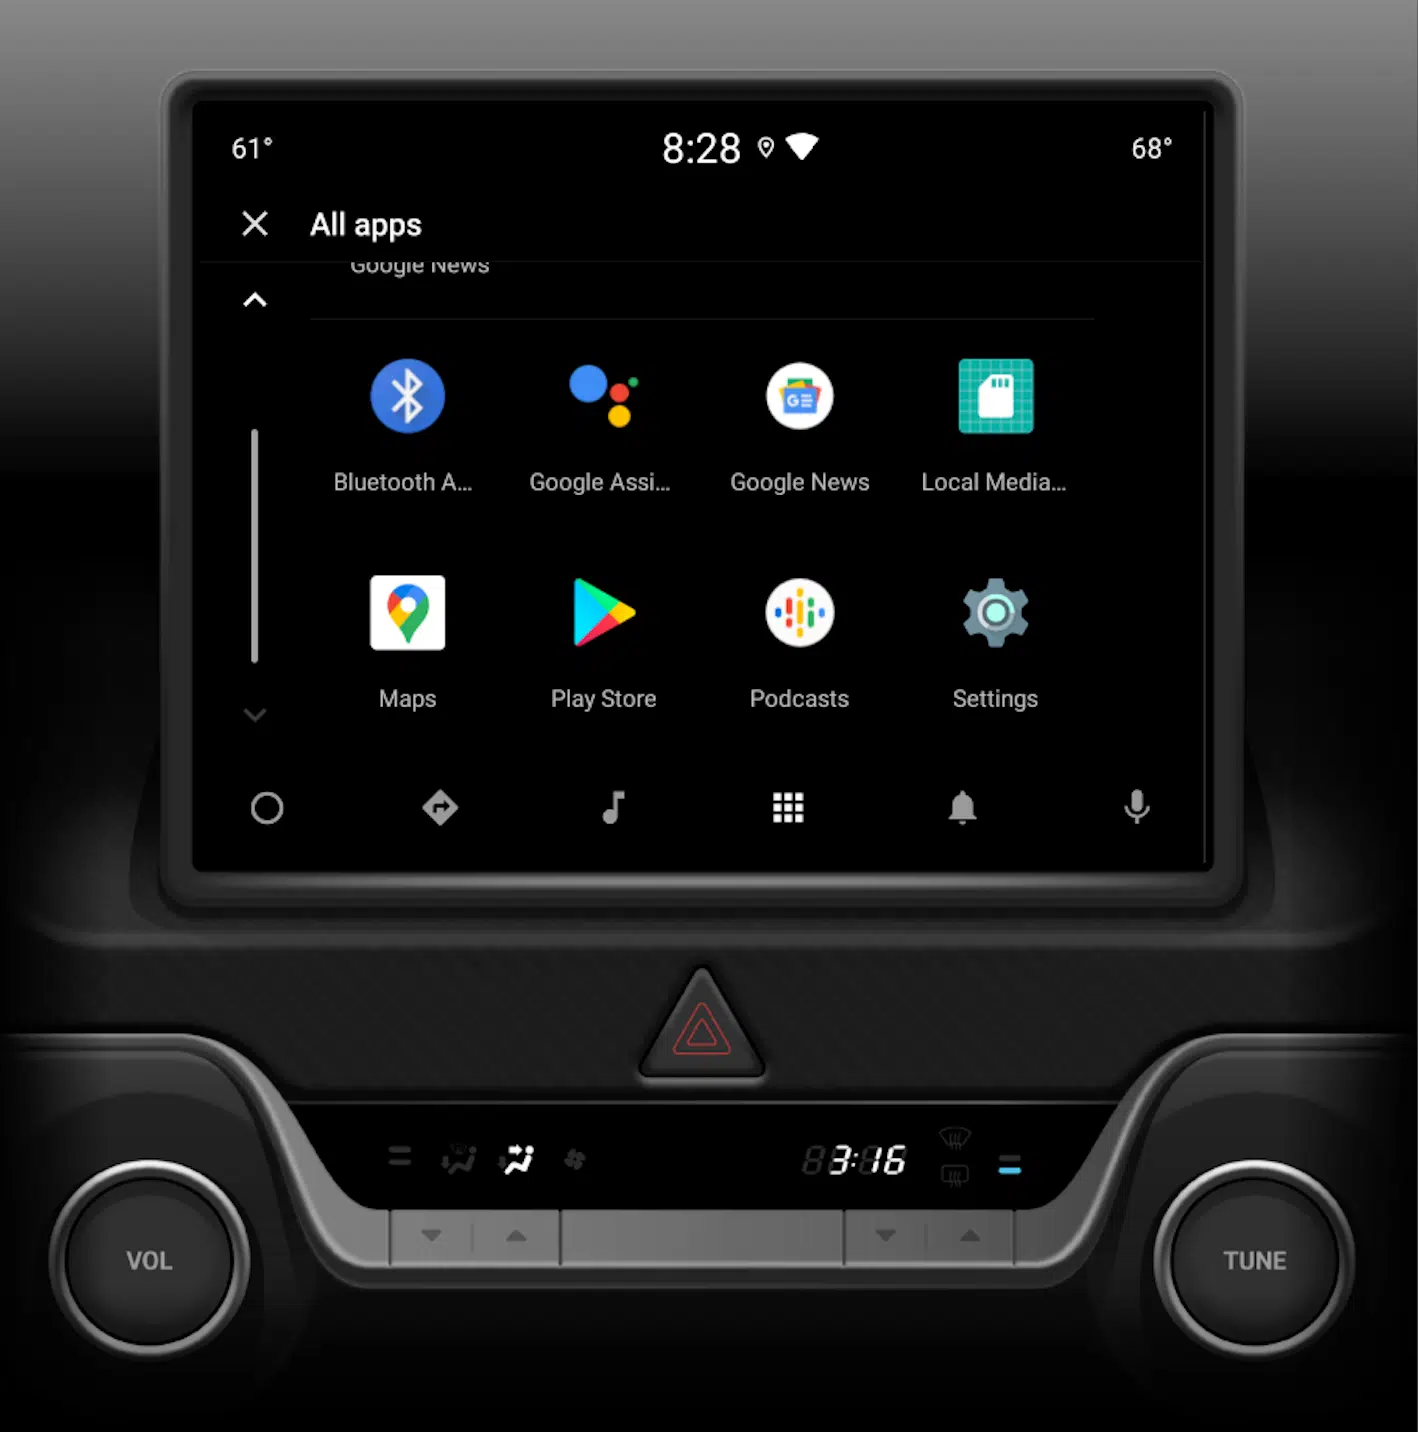 61° 8:28 68°
All apps
Google News
Bluetooth A... Google Assi... Google News Local Media...
Maps Play Store Podcasts Settings
3:16
VOL TUNE